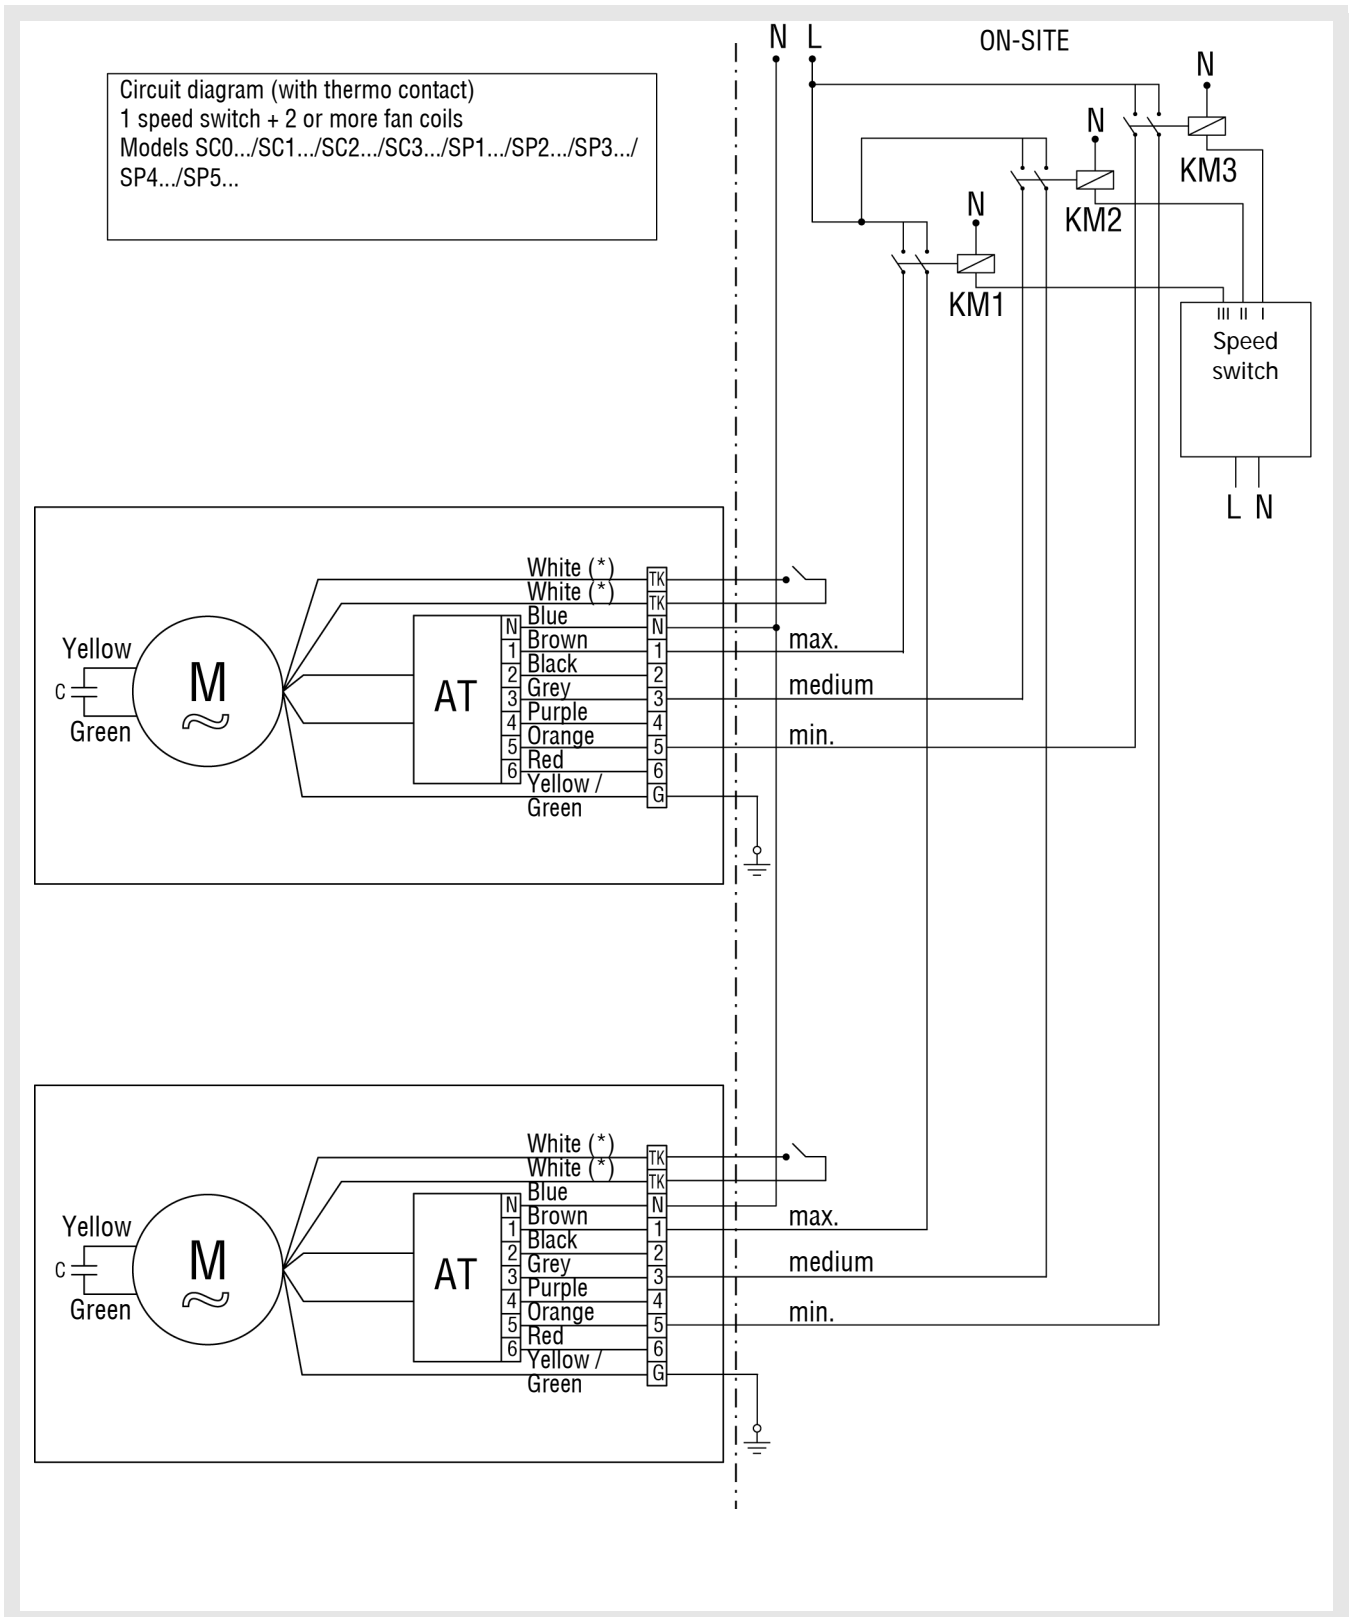 N L
ON-SITE
N
Circuit diagram (with thermo contact)
1 speed switch + 2 or more fan coils
Models SC0.../SC1.../SC2.../SC3.../SP1.../SP2.../SP3.../
SP4.../SP5...
N
KM3
N
KM2
KM1
III II I
Speed
switch
L N
White (*)
TK
White (*)
TK
Blue
N
N
Brown
1
1
max.
Black
2
2
Grey
3
3
medium
Purple
4
4
Orange
5
5
min.
Red
6
6
Yellow /
Green
G
Yellow
C
Green
M
AT
White (*)
TK
White (*)
TK
Blue
N
N
Brown
1
1
max.
Black
2
2
Grey
3
3
medium
Purple
4
4
Orange
5
5
min.
Red
6
6
Yellow /
Green
G
Yellow
C
Green
M
AT